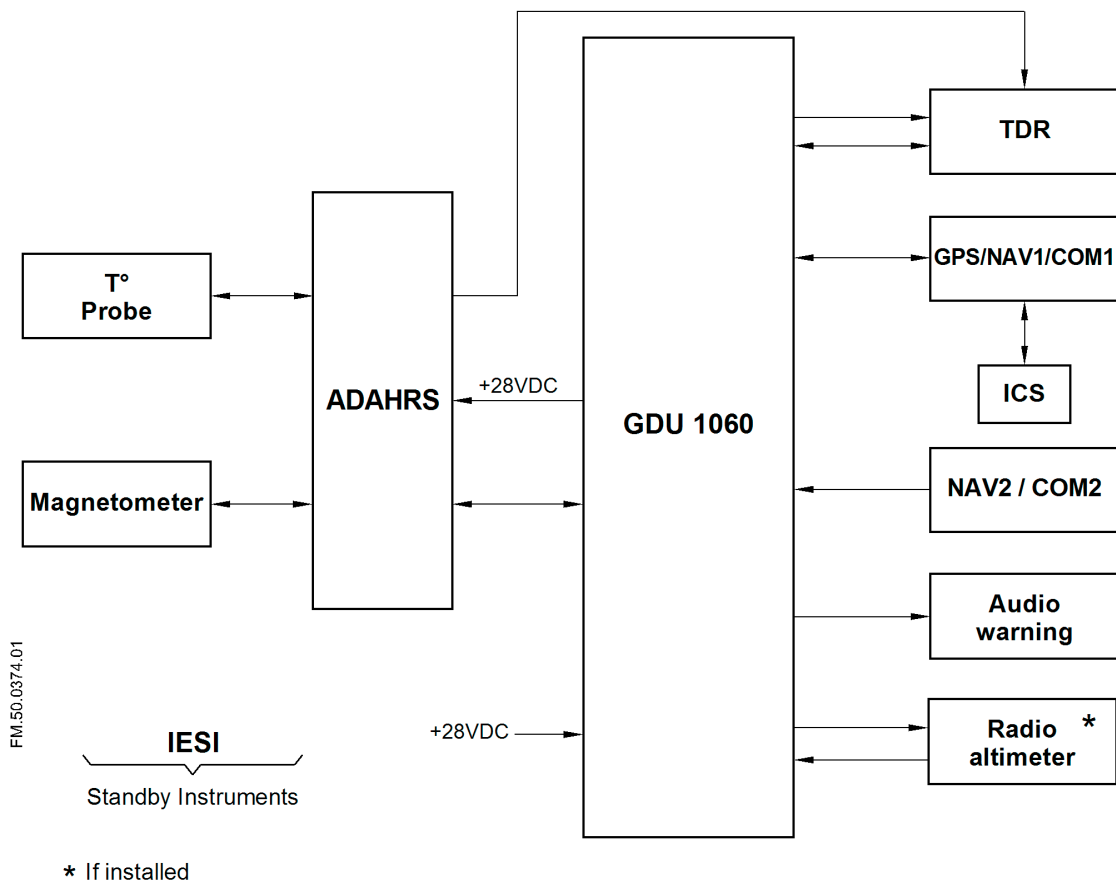 TDR
GPS/NAV1/COM1
T°
Probe
+28VDC
ICS
ADAHRS
GDU 1060
Magnetometer
NAV2 / COM2
Audio
warning
FM.50.0374.01
+28VDC
Radio *
altimeter
IESI
Standby Instruments
* If installed